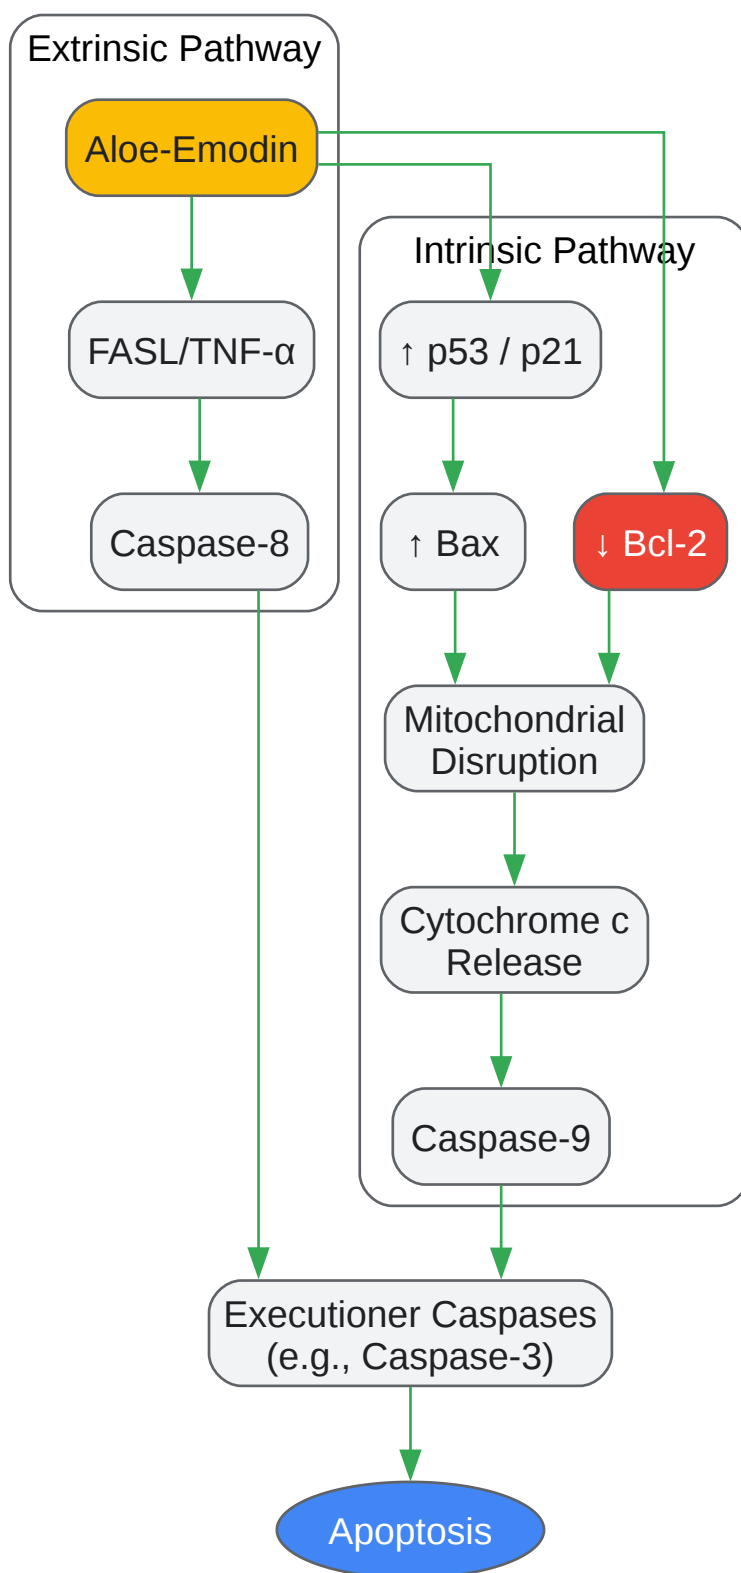 Extrinsic Pathway
Aloe-Emodin
Intrinsic Pathway
FASL/TNF-α
↑ p53 / p21
Caspase-8
↑ Bax
↓ Bcl-2
Mitochondrial
Disruption
Cytochrome c
Release
Caspase-9
Executioner Caspases
(e.g., Caspase-3)
Apoptosis